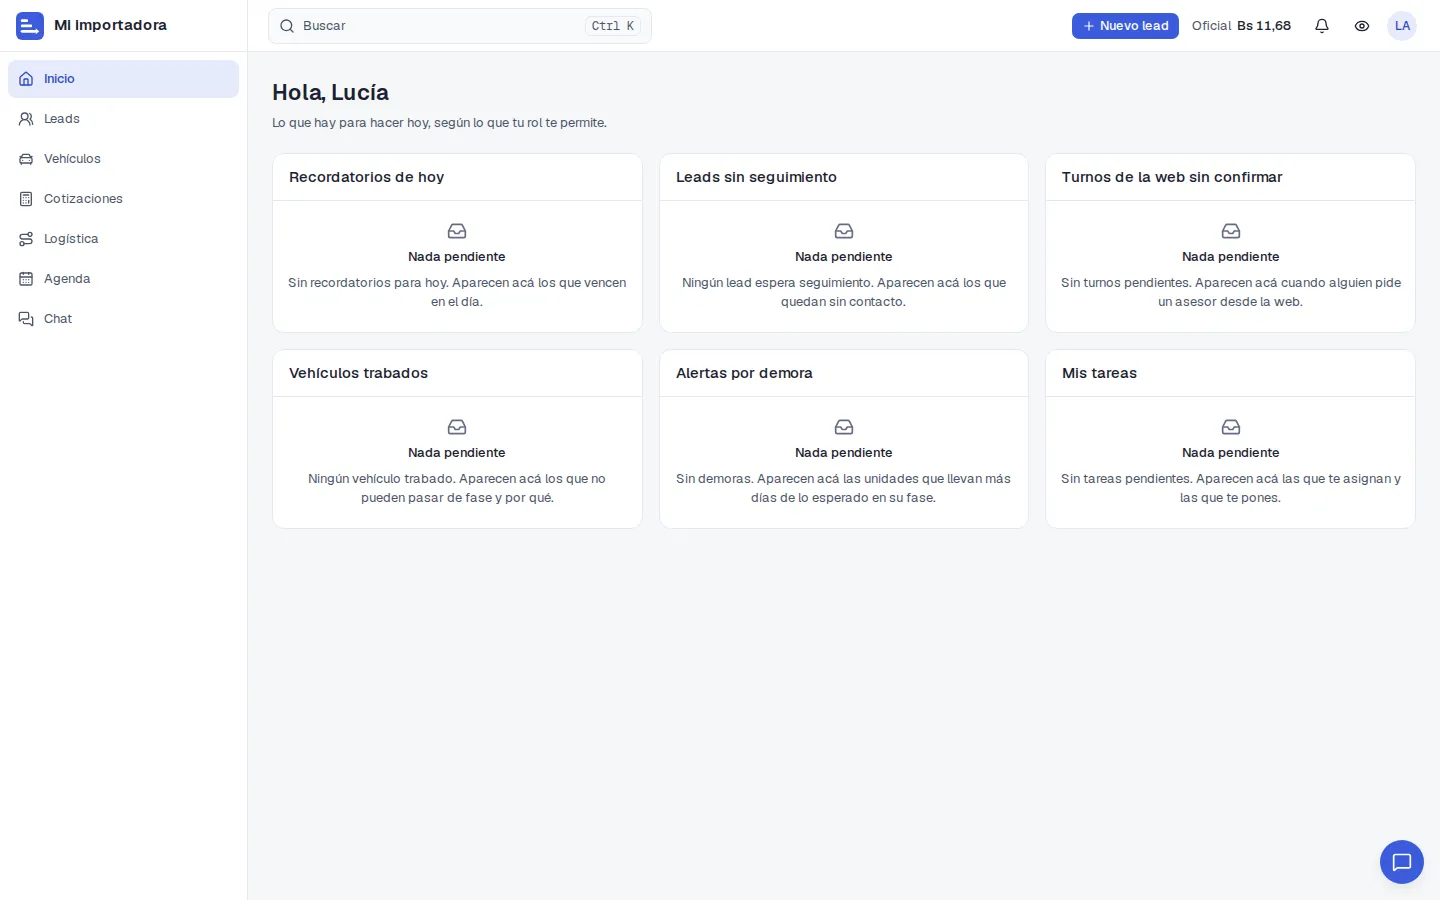 Mi Importadora
Buscar
Ctrl K
Nuevo lead
Oficial Bs 11,68
LA
Inicio
Leads
Vehículos
Cotizaciones
Logística
Agenda
Chat
Hola, Lucía
Lo que hay para hacer hoy, según lo que tu rol te permite.
Recordatorios de hoy
Nada pendiente
Sin recordatorios para hoy. Aparecen acá los que vencen
en el día.
Leads sin seguimiento
Nada pendiente
Ningún lead espera seguimiento. Aparecen acá los que
quedan sin contacto.
Turnos de la web sin confirmar
Nada pendiente
Sin turnos pendientes. Aparecen acá cuando alguien pide
un asesor desde la web.
Vehículos trabados
Nada pendiente
Ningún vehículo trabado. Aparecen acá los que no
pueden pasar de fase y por qué.
Alertas por demora
Nada pendiente
Sin demoras. Aparecen acá las unidades que llevan más
días de lo esperado en su fase.
Mis tareas
Nada pendiente
Sin tareas pendientes. Aparecen acá las que te asignan y
las que te pones.